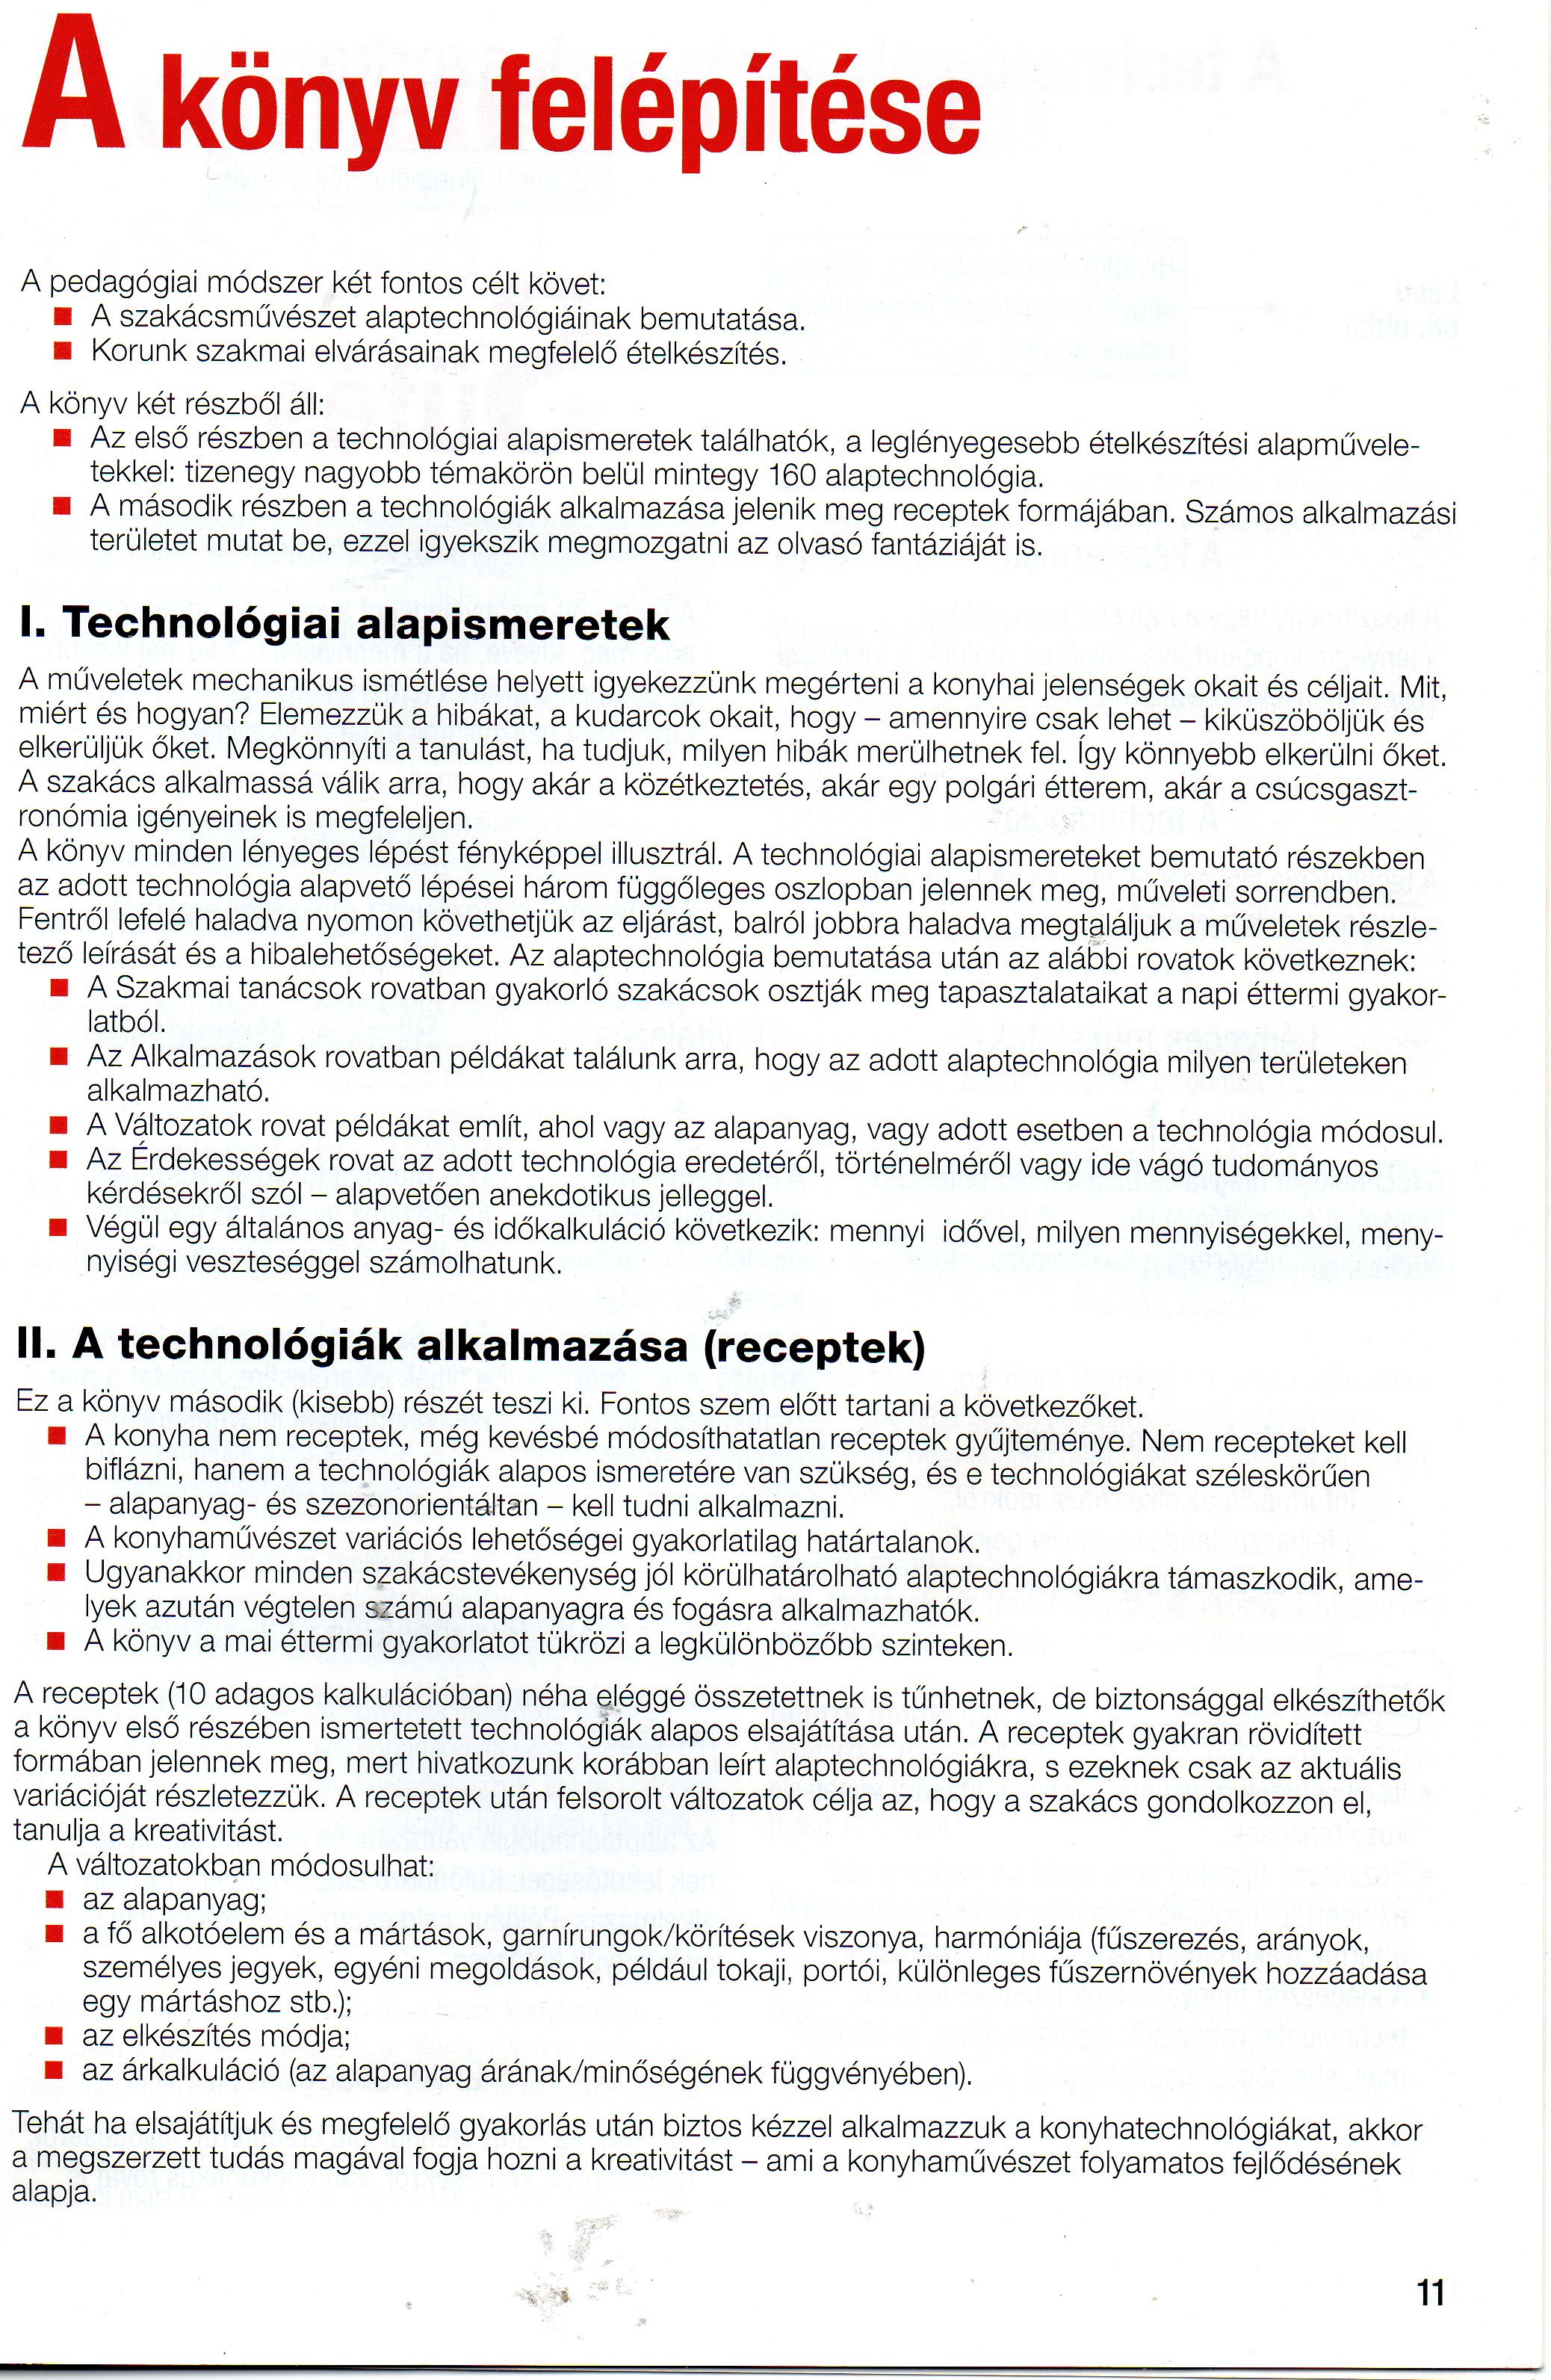 A könyv felépítése
A pedagógiai módszer két fontos célt követ:
■ A szakácsművészet alaptechnológiáinak bemutatása.
■ Korunk szakmai elvárásainak megfelelő ételkészítés.
A könyv két részből áll:
■ Az első részben a technológiai alapismeretek találhatók, a leglényegesebb ételkészítési alapművele-
tekkel: tizenegy nagyobb témakörön belül mintegy 160 alaptechnológia.
■ A második részben a technológiák alkalmazása jelenik meg receptek formájában. Számos alkalmazási
területet mutat be, ezzel igyekszik megmozgatni az olvasó fantáziáját is.
I. Technológiai alapismeretek
A műveletek mechanikus ismétlése helyett igyekezzünk megérteni a konyhai jelenségek okait és céljait. Mit,
miért és hogyan? Elemezzük a hibákat, a kudarcok okait, hogy – amennyire csak lehet – kiküszöböljük és
elkerüljük őket. Megkönnyíti a tanulást, ha tudjuk, milyen hibák merülhetnek fel. Így könnyebb elkerülni őket.
A szakács alkalmassá válik arra, hogy akár a közétkeztetés, akár egy polgári étterem, akár a csúcsgaszt-
ronómia igényeinek is megfeleljen.
A könyv minden lényeges lépést fényképpel illusztrál. A technológiai alapismereteket bemutató részekben
az adott technológia alapvető lépései három függőleges oszlopban jelennek meg, műveleti sorrendben.
Fentről lefelé haladva nyomon követhetjük az eljárást, balról jobbra haladva megtaláljuk a műveletek részle-
tező leírását és a hibalehetőségeket. Az alaptechnológia bemutatása után az alábbi rovatok következnek:
■ A Szakmai tanácsok rovatban gyakorló szakácsok osztják meg tapasztalataikat a napi éttermi gyakor-
latból.
■ Az Alkalmazások rovatban példákat találunk arra, hogy az adott alaptechnológia milyen területeken
alkalmazható.
■ A Változatok rovat példákat említ, ahol vagy az alapanyag, vagy adott esetben a technológia módosul.
■ Az Érdekességek rovat az adott technológia eredetéről, történelméről vagy ide vágó tudományos
kérdésekről szól – alapvetően anekdotikus jelleggel.
■ Végül egy általános anyag- és időkalkuláció következik: mennyi idővel, milyen mennyiségekkel, meny-
nyiségi veszteséggel számolhatunk.
II. A technológiák alkalmazása (receptek)
Ez a könyv második (kisebb) részét teszi ki. Fontos szem előtt tartani a következőket.
■ A konyha nem receptek, még kevésbé módosíthatatlan receptek gyűjteménye. Nem recepteket kell
biflázni, hanem a technológiák alapos ismeretére van szükség, és e technológiákat széleskörűen
– alapanyag- és szezonorientáltan – kell tudni alkalmazni.
■ A konyhaművészet variációs lehetőségei gyakorlatilag határtalanok.
■ Ugyanakkor minden szakácstevékenység jól körülhatárolható alaptechnológiákra támaszkodik, ame-
lyek azután végtelen számú alapanyagra és fogásra alkalmazhatók.
■ A könyv a mai éttermi gyakorlatot tükrözi a legkülönbözőbb szinteken.
A receptek (10 adagos kalkulációban) néha eléggé összetettnek is tűnhetnek, de biztonsággal elkészíthetők
a könyv első részében ismertetett technológiák alapos elsajátítása után. A receptek gyakran rövidített
formában jelennek meg, mert hivatkozunk korábban leírt alaptechnológiákra, s ezeknek csak az aktuális
variációját részletezzük. A receptek után felsorolt változatok célja az, hogy a szakács gondolkozzon el,
tanulja a kreativitást.
A változatokban módosulhat:
■ az alapanyag;
■ a fő alkotóelem és a mártások, garnírungok/körítések viszonya, harmóniája (fűszerezés, arányok,
személyes jegyek, egyéni megoldások, például tokaji, portói, különleges fűszernövények hozzáadása
egy mártáshoz stb.);
■ az elkészítés módja;
■ az árkalkuláció (az alapanyag árának/minőségének függvényében).
Tehát ha elsajátítjuk és megfelelő gyakorlás után biztos kézzel alkalmazzuk a konyhatechnológiákat, akkor
a megszerzett tudás magával fogja hozni a kreativitást – ami a konyhaművészet folyamatos fejlődésének
alapja.
11